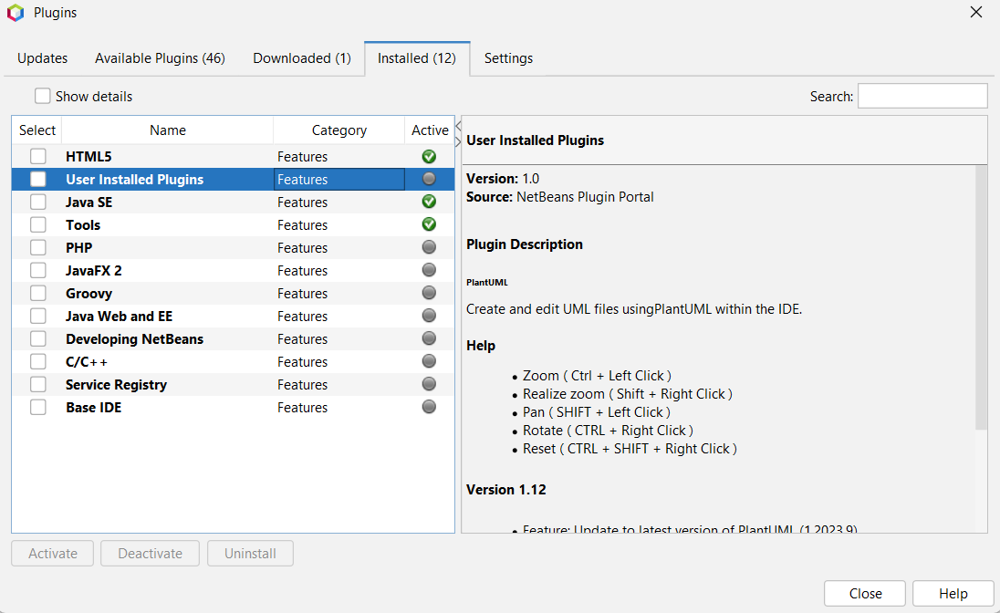 Plugins
Updates Available Plugins (46) Downloaded (1) Installed (12) Settings
Show details Search:
Select Name Category Active
HTML5 Features
User Installed Plugins Features
Java SE Features
Tools Features
PHP Features
JavaFX 2 Features
Groovy Features
Java Web and EE Features
Developing NetBeans Features
C/C++ Features
Service Registry Features
Base IDE Features
User Installed Plugins
Version: 1.0
Source: NetBeans Plugin Portal
Plugin Description
PlantUML
Create and edit UML files usingPlantUML within the IDE.
Help
• Zoom ( Ctrl + Left Click )
• Realize zoom ( Shift + Right Click )
• Pan ( SHIFT + Left Click )
• Rotate ( CTRL + Right Click )
• Reset ( CTRL + SHIFT + Right Click )
Version 1.12
• Feature: Update to latest version of PlantUML (1.2023.9)
Activate Deactivate Uninstall
Close Help